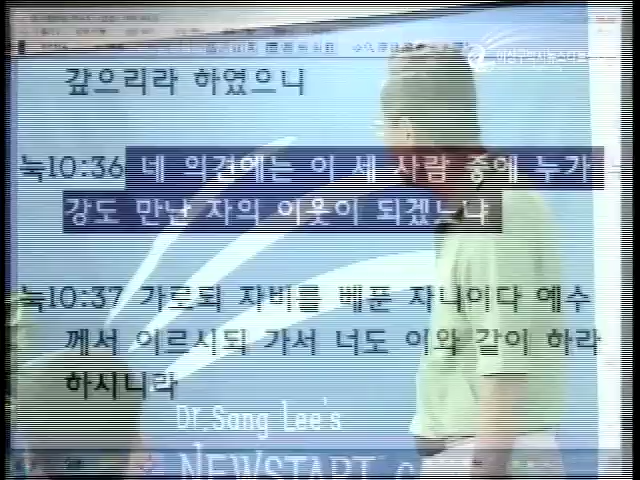 갚으리라 하였으니
눅10:36 네 의견에는 이 세 사람 중에 누가
강도 만난 자의 이웃이 되겠느냐
눅10:37 가로되 자비를 베푼 자니이다 예수
께서 이르시되 가서 너도 이와 같이 하라
하시니라
Dr.Sang Lee's
NEWSTART